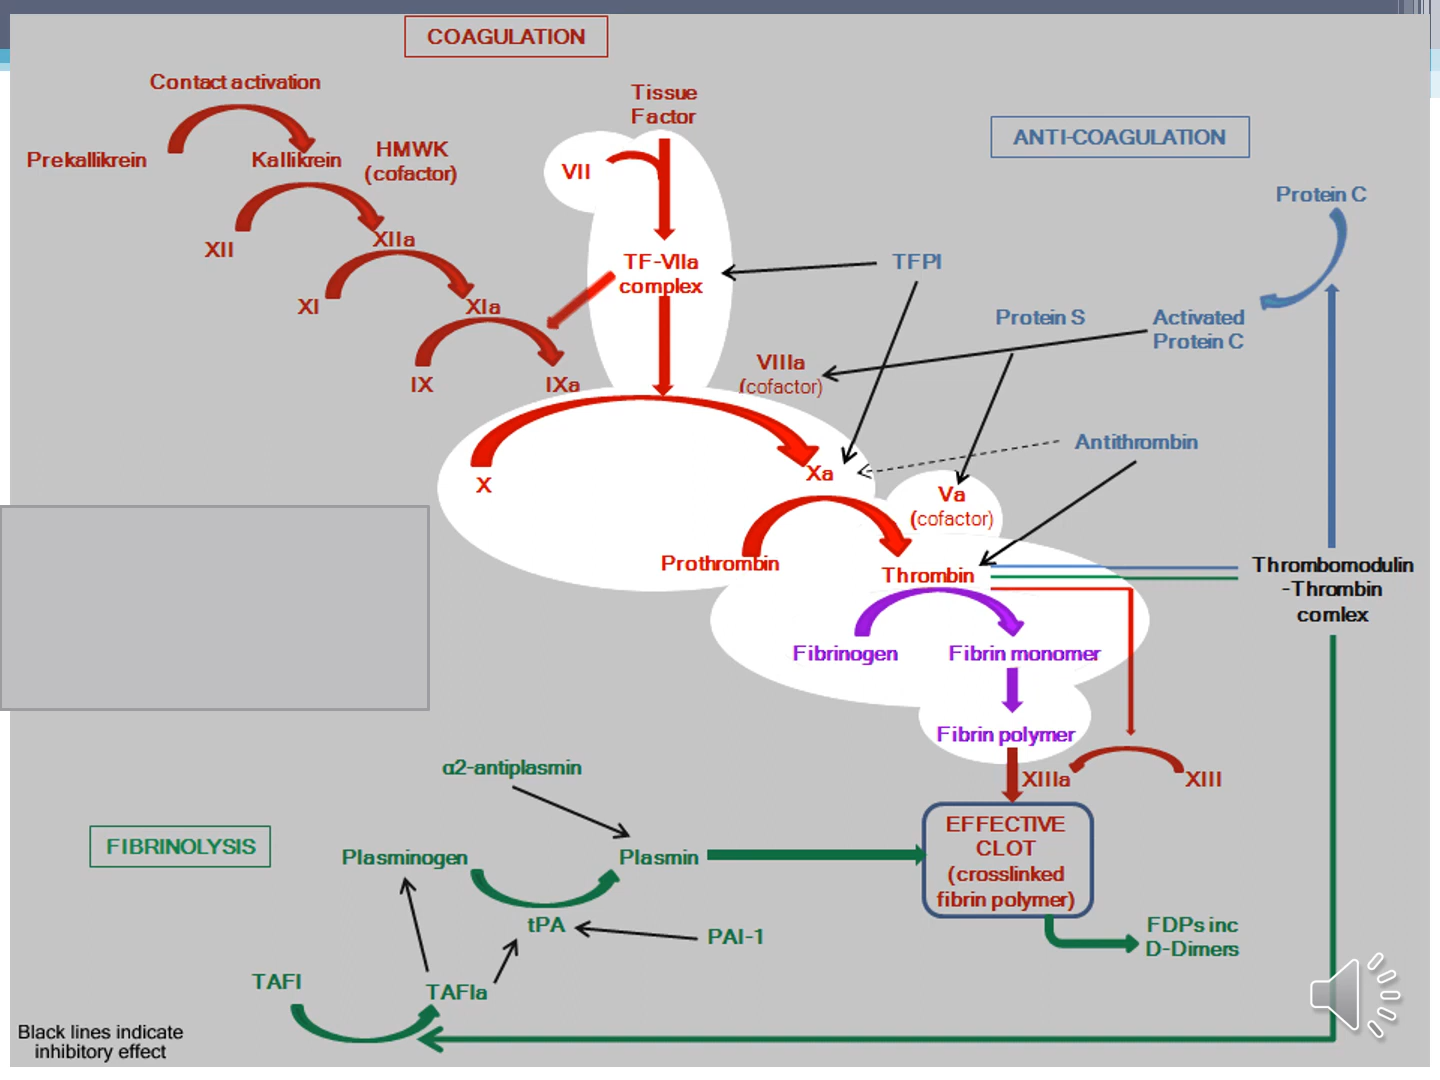 COAGULATION
Contact activation
Tissue
Factor
ANTI-COAGULATION
Prekallikrein
Kallikrein
HMWK
(cofactor)
VII
Protein C
XII
XIIa
TF-VIIa
complex
TFPI
XI
XIa
Protein S
Activated
Protein C
IX
IXa
VIIIa
(cofactor)
Antithrombin
X
Xa
Va
(cofactor)
Prothrombin
Thrombin
Thrombomodulin
-Thrombin
comlex
Fibrinogen
Fibrin monomer
Fibrin polymer
XIIIa
XIII
α2-antiplasmin
FIBRINOLYSIS
Plasminogen
Plasmin
EFFECTIVE
CLOT
(crosslinked
fibrin polymer)
tPA
PAI-1
FDPs inc
D-Dimers
TAFI
TAFIa
Black lines indicate
inhibitory effect